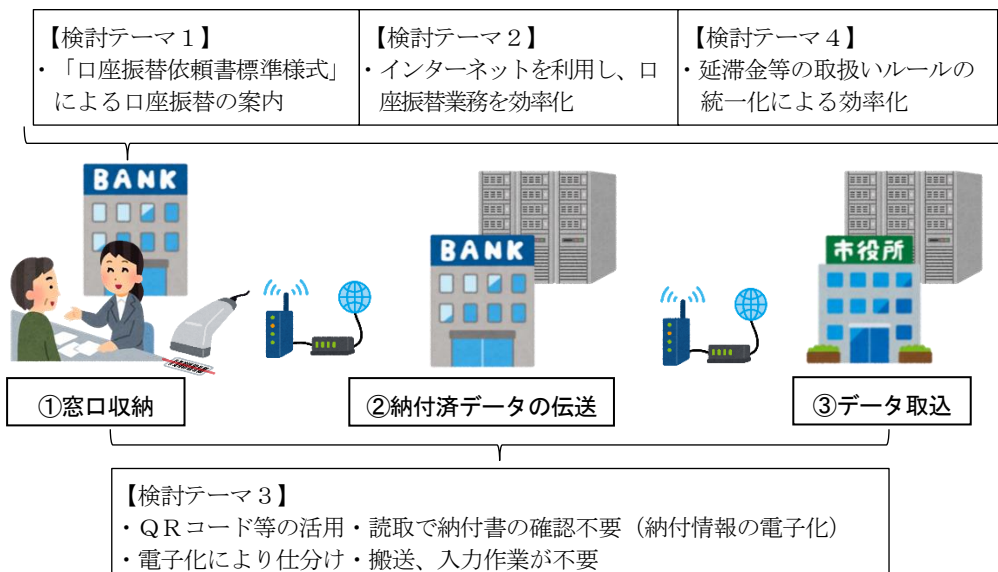 【検討テーマ１】
・「口座振替依頼書標準様式」
による口座振替の案内
【検討テーマ２】
・インターネットを利用し、口
座振替業務を効率化
【検討テーマ４】
・延滞金等の取扱いルールの
統一化による効率化
BANK
BANK
市役所
①窓口収納
②納付済データの伝送
③データ取込
【検討テーマ３】
・ＱＲコード等の活用・読取で納付書の確認不要（納付情報の電子化）
・電子化により仕分け・搬送、入力作業が不要